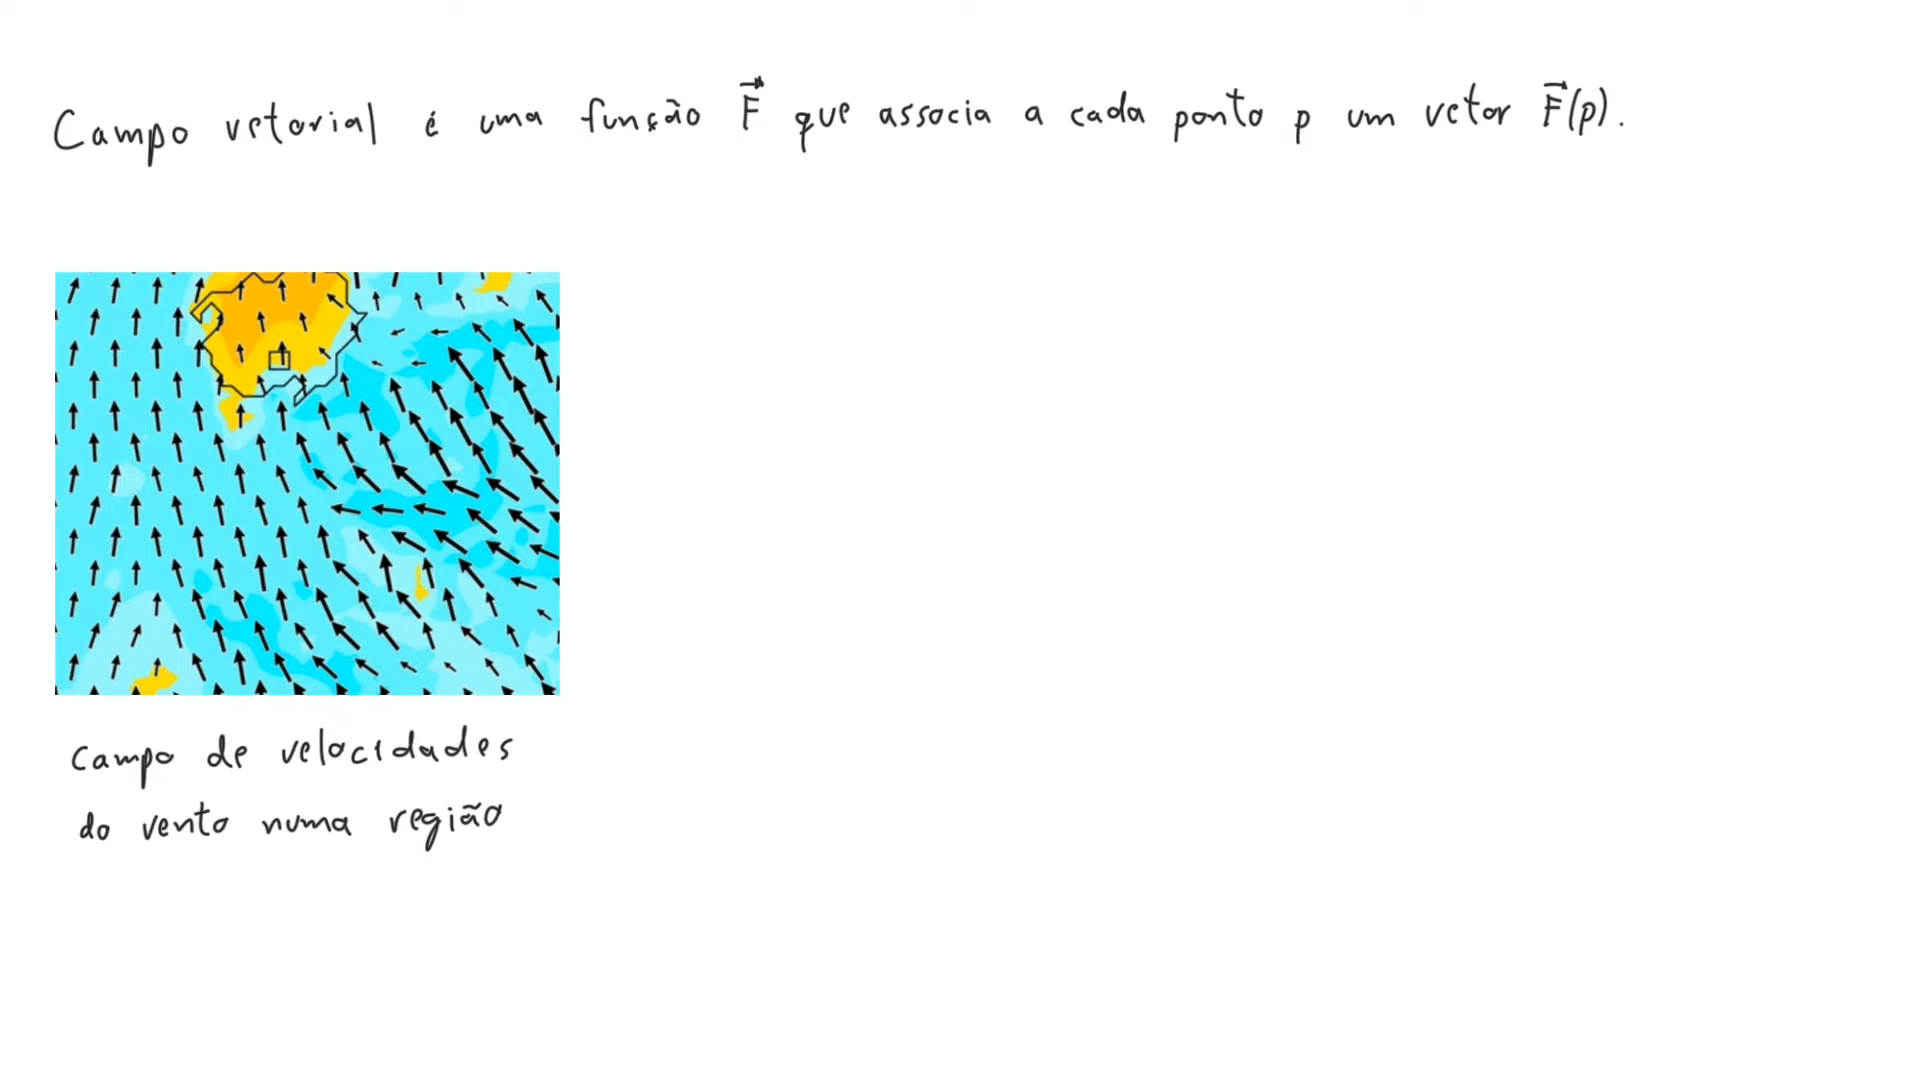 Campo vetorial é uma função F⃗ que associa a cada ponto p um vetor F⃗(p).
Campo de velocidades
do vento numa região